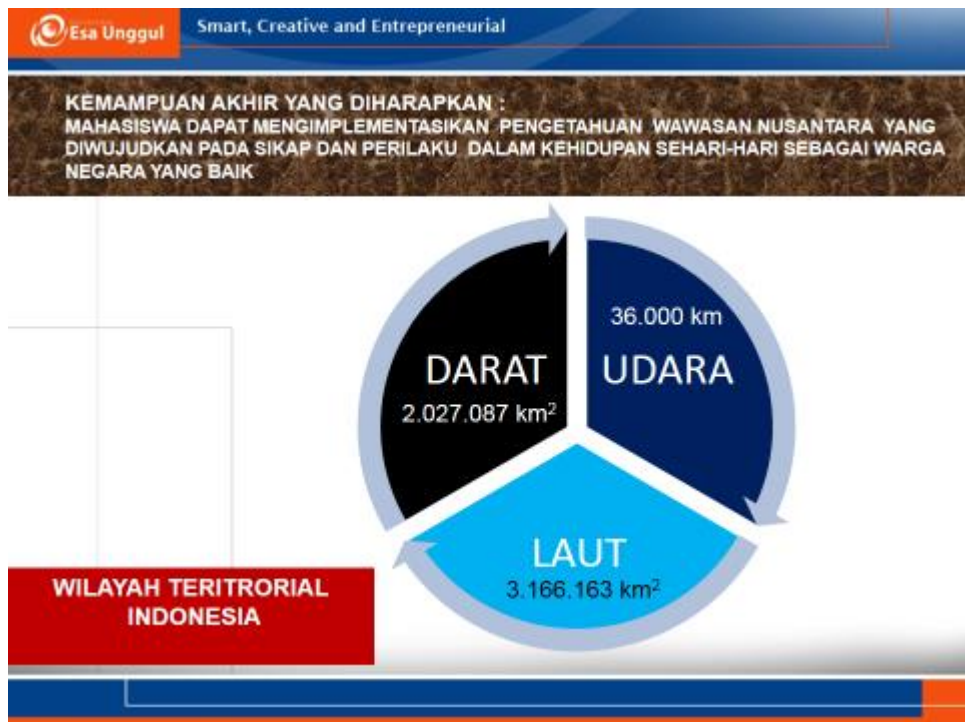 Esa Unggul
Smart, Creative and Entrepreneurial
KEMAMPUAN AKHIR YANG DIHARAPKAN :
MAHASISWA DAPAT MENGIMPLEMENTASIKAN PENGETAHUAN WAWASAN NUSANTARA YANG
DIWUJUDKAN PADA SIKAP DAN PERILAKU DALAM KEHIDUPAN SEHARI-HARI SEBAGAI WARGA
NEGARA YANG BAIK
36.000 km
UDARA
DARAT
2.027.087 km²
LAUT
3.166.163 km²
WILAYAH TERITRORIAL
INDONESIA